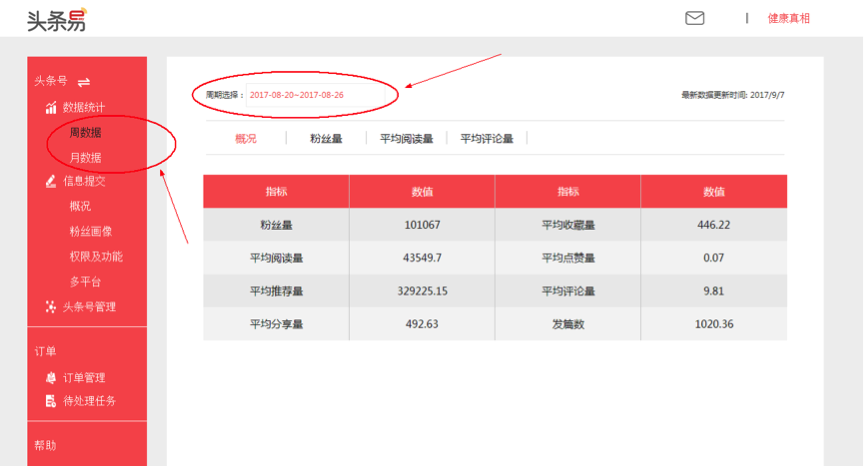 头条易
健康真相
头条号
数据统计
周数据
月数据
信息提交
概况
粉丝画像
权限及功能
多平台
头条号管理
订单
订单管理
待处理任务
帮助
周期选择： 2017-08-20~2017-08-26
最新数据更新时间: 2017/9/7
概况 粉丝量 平均阅读量 平均评论量
指标 数值 指标 数值
粉丝量 101067 平均收藏量 446.22
平均阅读量 43549.7 平均点赞量 0.07
平均推荐量 329225.15 平均评论量 9.81
平均分享量 492.63 发篇数 1020.36